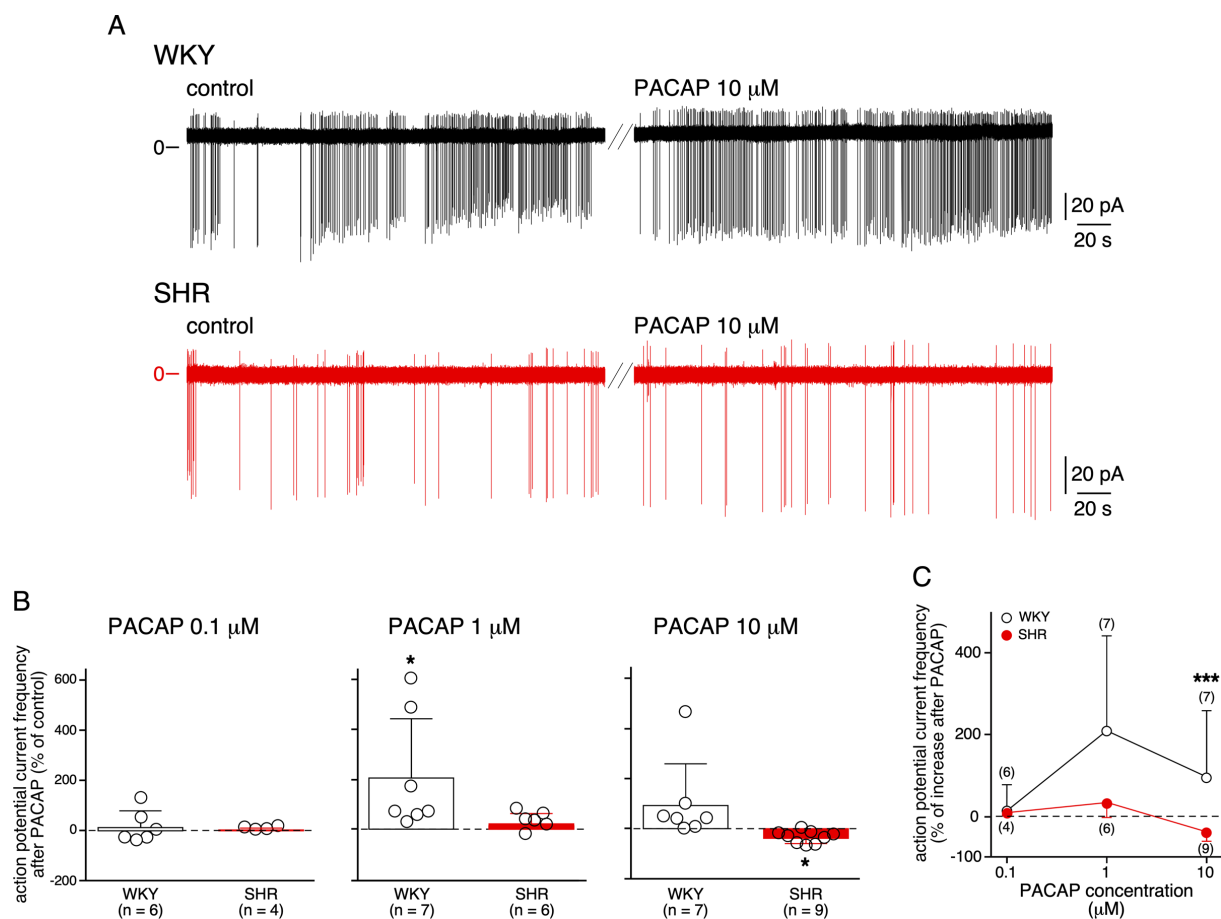 A
WKY
control
PACAP 10 μM
0
20 pA
20 s
SHR
control
PACAP 10 μM
0
20 pA
20 s
B
PACAP 0.1 μM
PACAP 1 μM
PACAP 10 μM
action potential current frequency
after PACAP (% of control)
600
400
200
0
-200
*
*
WKY
(n = 6)
SHR
(n = 4)
WKY
(n = 7)
SHR
(n = 6)
WKY
(n = 7)
SHR
(n = 9)
C
action potential current frequency
(% of increase after PACAP)
WKY
SHR
400
200
0
-100
(6)
(4)
(7)
(6)
***
(7)
(9)
0.1
1
10
PACAP concentration
(μM)